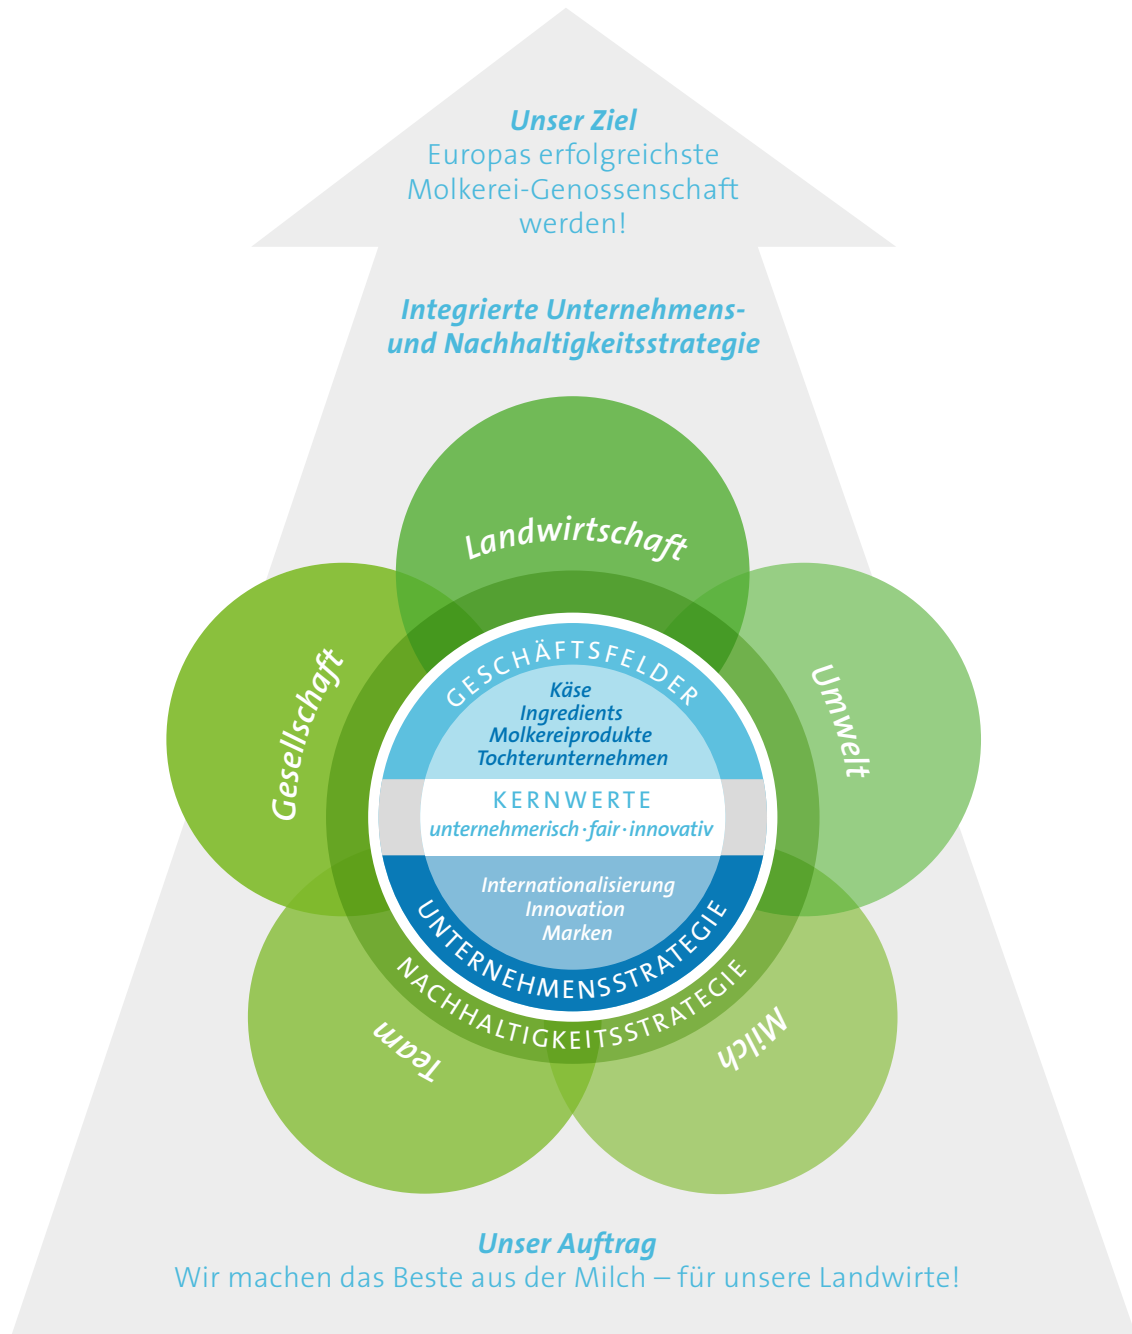 Unser Ziel
Europas erfolgreichste
Molkerei-Genossenschaft
werden!
Integrierte Unternehmens-
und Nachhaltigkeitsstrategie
Landwirtschaft
Gesellschaft
Umwelt
GESCHÄFTSFELDER
Käse
Ingredients
Molkereiprodukte
Tochterunternehmen
KERNWERTE
unternehmerisch·fair·innovativ
Internationalisierung
Innovation
Marken
UNTERNEHMENSSTRATEGIE
NACHHALTIGKEITSSTRATEGIE
Team
Milch
Unser Auftrag
Wir machen das Beste aus der Milch – für unsere Landwirte!